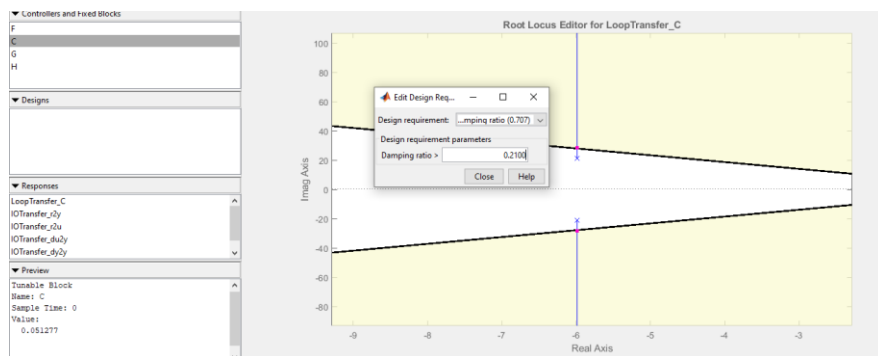 ▼ Controllers and Fixed Blocks
F
C
G
H
▼ Designs
▼ Responses
LoopTransfer_C
IOTransfer_r2y
IOTransfer_r2u
IOTransfer_du2y
IOTransfer_dy2y
▼ Preview
Tunable Block
Name: C
Sample Time: 0
Value:
0.051277
Root Locus Editor for LoopTransfer_C
100
80
60
40
20
0
-20
-40
-60
-80
Imag Axis
-9 -8 -7 -6 -5 -4 -3
Real Axis
Edit Design Req...
Design requirement: ...mping ratio (0.707)
Design requirement parameters
Damping ratio > 0.2100
Close Help